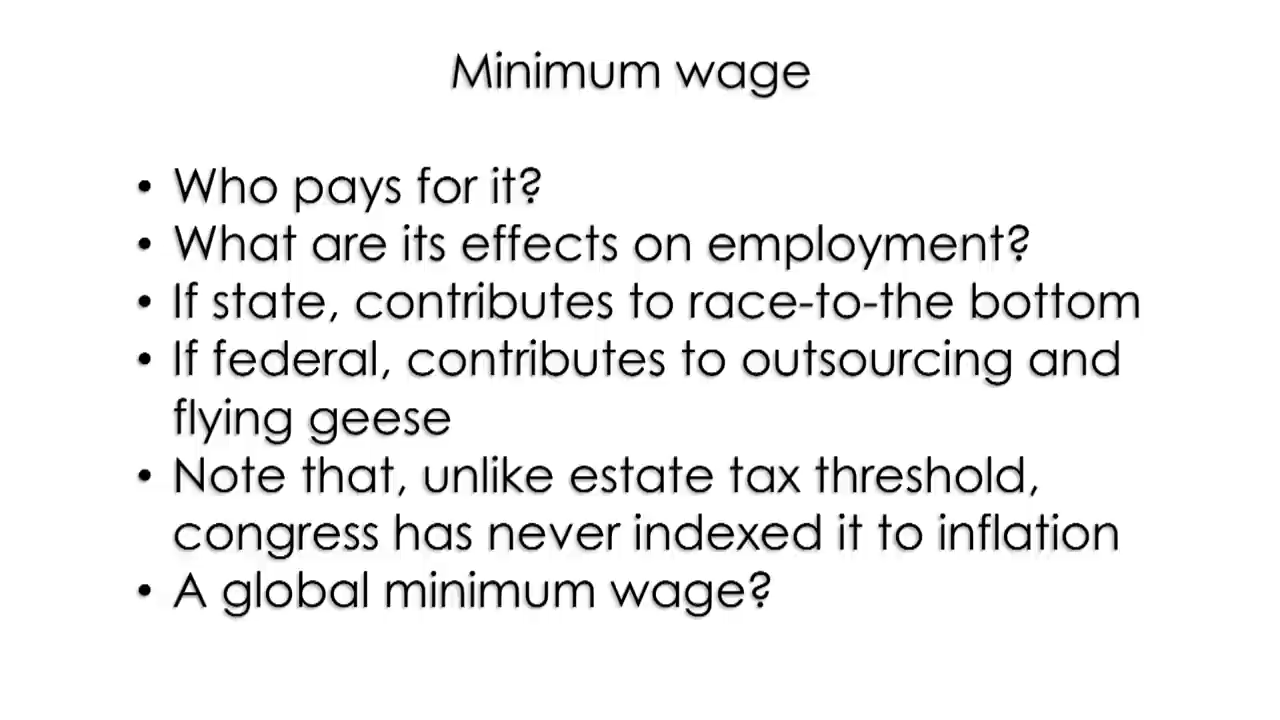 Minimum wage
• Who pays for it?
• What are its effects on employment?
• If state, contributes to race-to-the bottom
• If federal, contributes to outsourcing and
flying geese
• Note that, unlike estate tax threshold,
congress has never indexed it to inflation
• A global minimum wage?